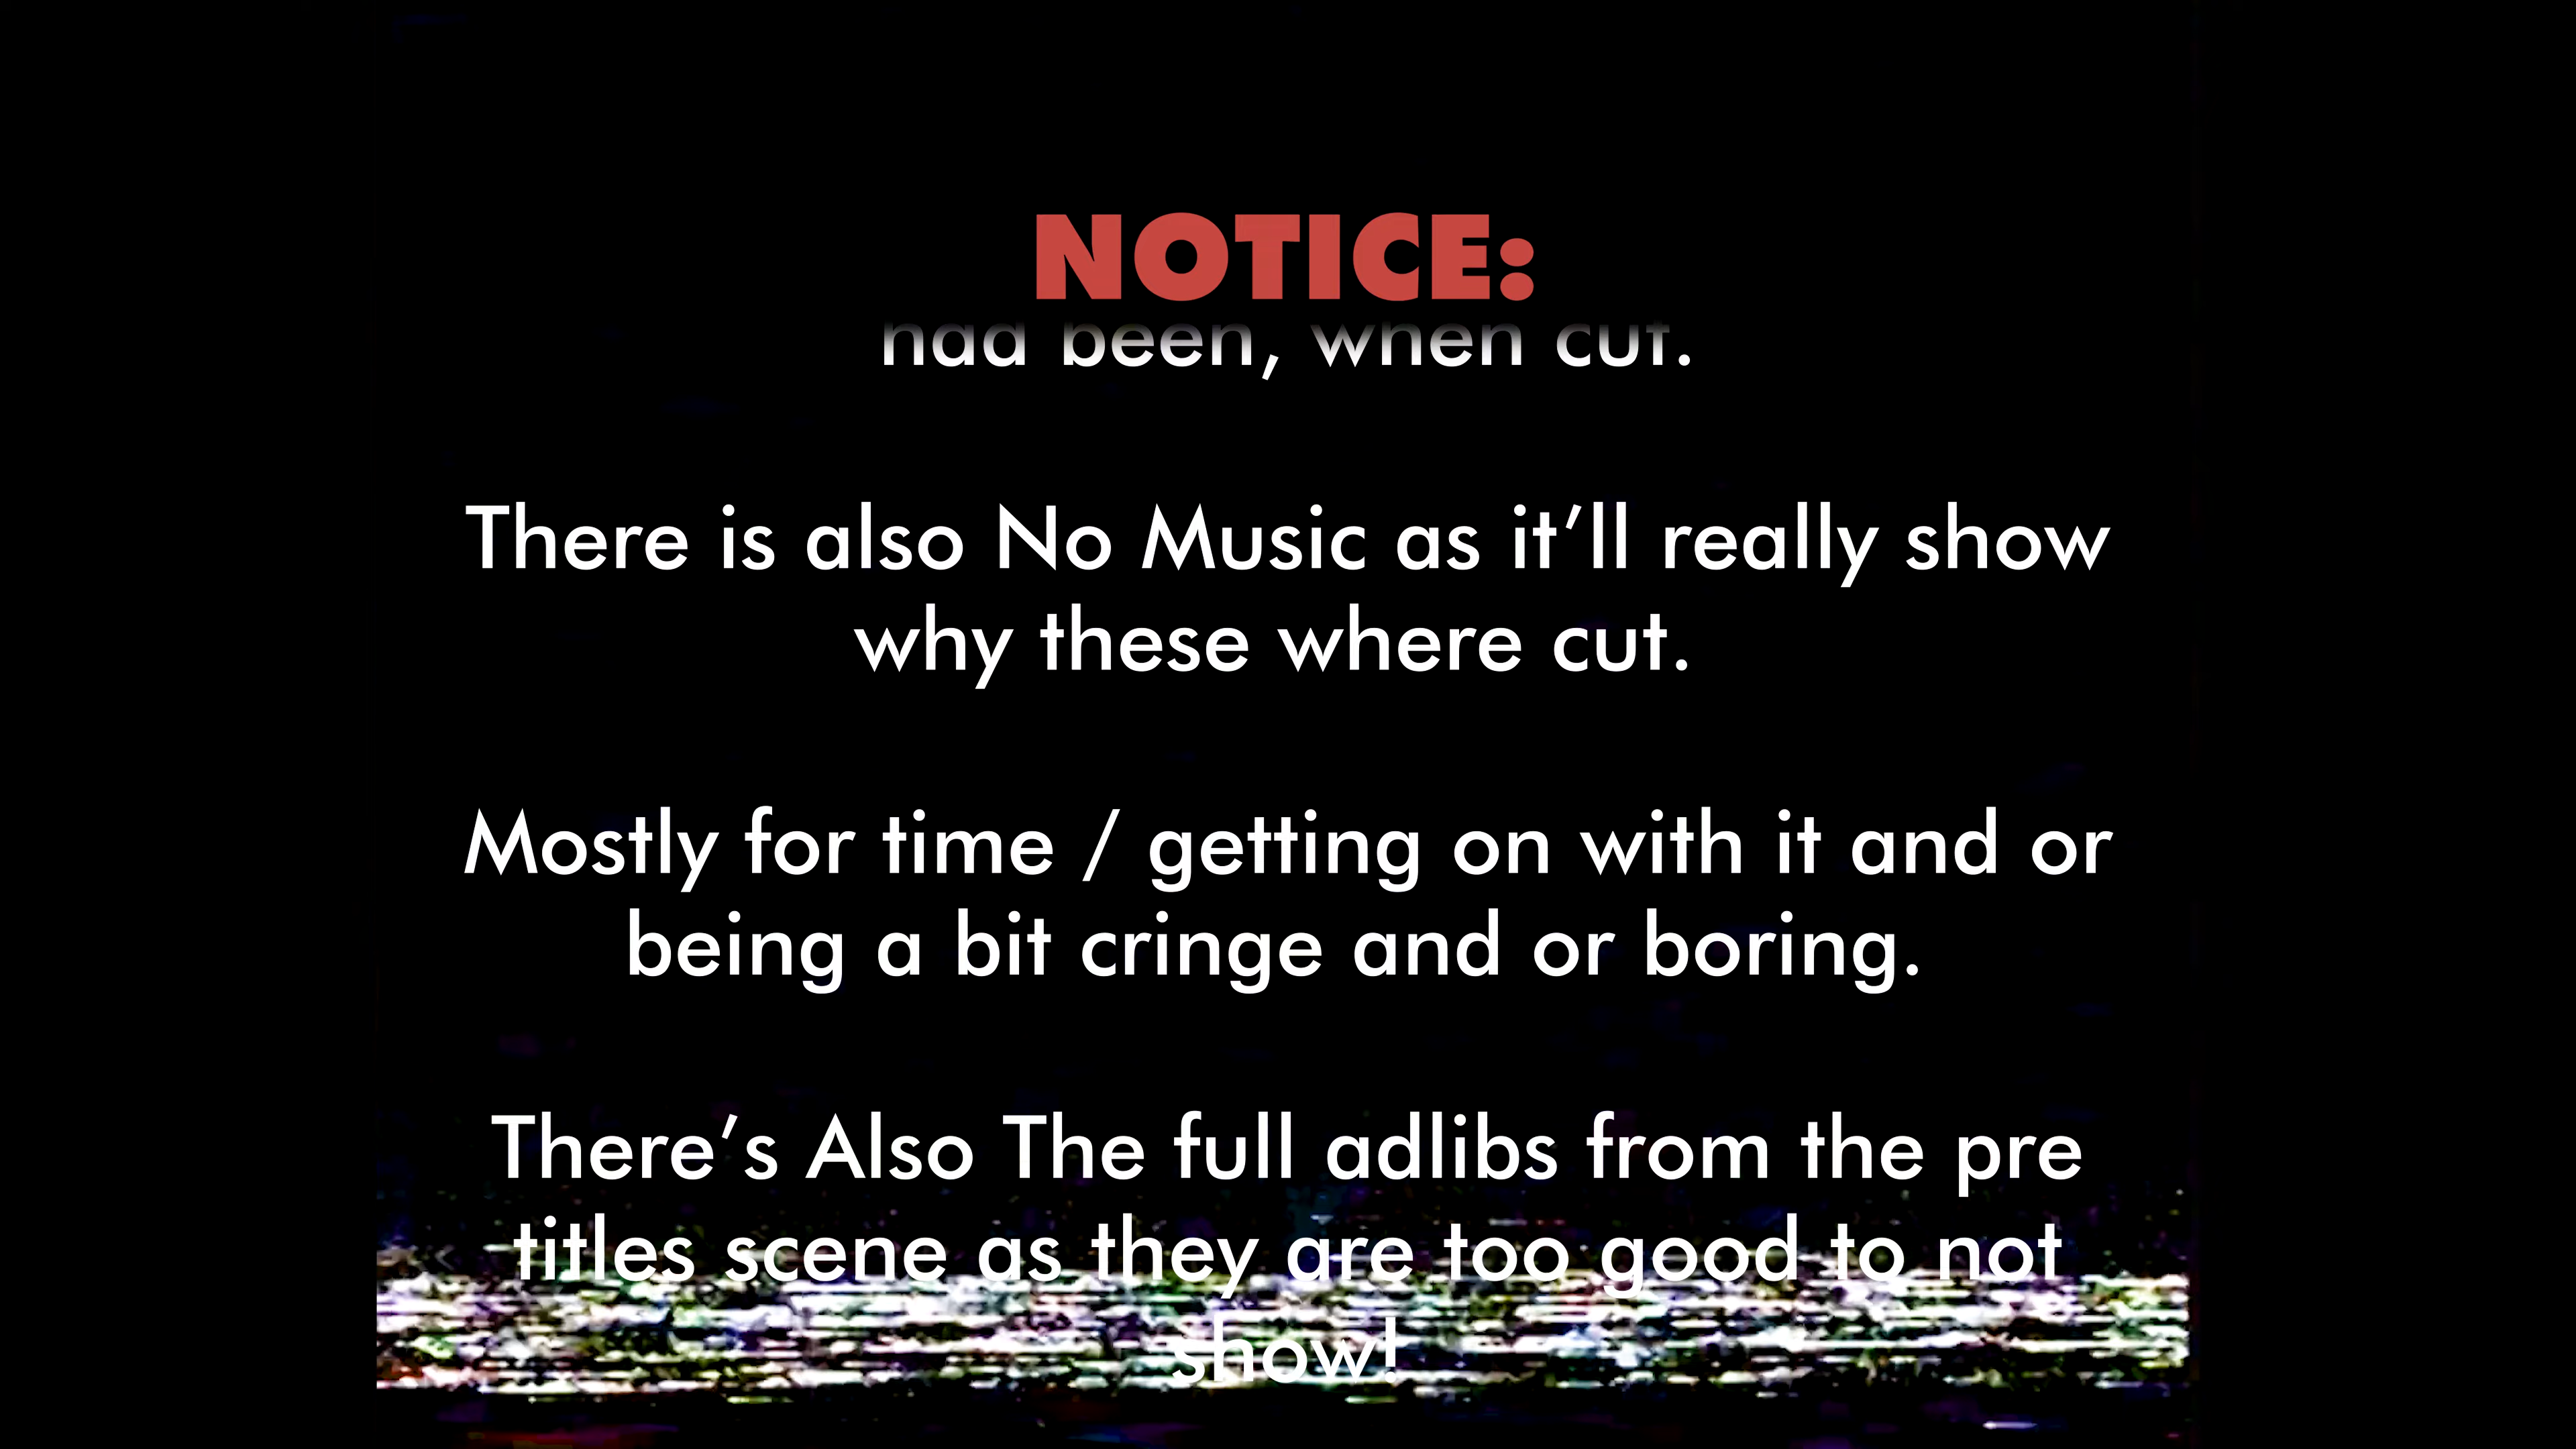 NOTICE:
had been, when cut.
There is also No Music as it’ll really show
why these where cut.
Mostly for time / getting on with it and or
being a bit cringe and or boring.
There’s Also The full adlibs from the pre
titles scene as they are too good to not
show!